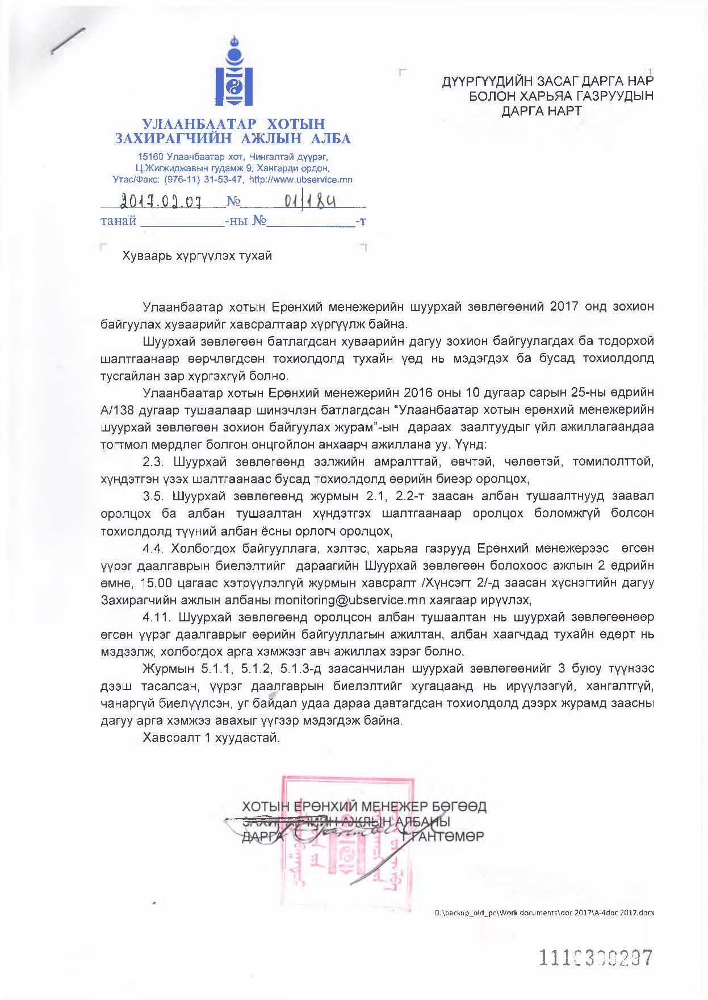 ДҮҮРГҮҮДИЙН ЗАСАГ ДАРГА НАР
БОЛОН ХАРЬЯА ГАЗРУУДЫН
ДАРГА НАРТ
УЛААНБААТАР ХОТЫН
ЗАХИРАГЧИЙН АЖЛЫН АЛБА
15160 Улаанбаатар хот, Чингэлтэй дүүрэг,
Ц.Жигжиджавын гудамж 9, Хангарди ордон,
Утас/Факс: (976-11) 31-53-47, http://www.ubservice.mn
2017.02.07 № 01/184
танай ____________-ны №____________-т
Хуваарь хүргүүлэх тухай
Улаанбаатар хотын Ерөнхий менежерийн шуурхай зөвлөгөөний 2017 онд зохион
байгуулах хуваарийг хавсралтаар хүргүүлж байна.
Шуурхай зөвлөгөөн батлагдсан хуваарийн дагуу зохион байгуулагдах ба тодорхой
шалтгаанаар өөрчлөгдсөн тохиолдолд тухайн үед нь мэдэгдэх ба бусад тохиолдолд
тусгайлан зар хүргэхгүй болно.
Улаанбаатар хотын Ерөнхий менежерийн 2016 оны 10 дугаар сарын 25-ны өдрийн
А/138 дугаар тушаалаар шинэчлэн батлагдсан "Улаанбаатар хотын ерөнхий менежерийн
шуурхай зөвлөгөөн зохион байгуулах журам"-ын дараах заалтуудыг үйл ажиллагаандаа
тогтмол мөрдлөг болгон онцгойлон анхаарч ажиллана уу. Үүнд:
2.3. Шуурхай зөвлөгөөнд ээлжийн амралттай, өвчтэй, чөлөөтэй, томилолттой,
хүндэтгэн үзэх шалтгаанаас бусад тохиолдолд өөрийн биеэр оролцох,
3.5. Шуурхай зөвлөгөөнд журмын 2.1, 2.2-т заасан албан тушаалтнууд заавал
оролцох ба албан тушаалтан хүндэтгэх шалтгаанаар оролцох боломжгүй болсон
тохиолдолд түүний албан ёсны орлогч оролцох,
4.4. Холбогдох байгууллага, хэлтэс, харьяа газрууд Ерөнхий менежерээс өгсөн
үүрэг даалгаврын биелэлтийг дараагийн Шуурхай зөвлөгөөн болохоос ажлын 2 өдрийн
өмнө, 15.00 цагаас хэтрүүлэлгүй журмын хавсралт /Хүнсэгт 2/-д заасан хүснэгтийн дагуу
Захирагчийн ажлын албаны monitoring@ubservice.mn хаягаар ирүүлэх,
4.11. Шуурхай зөвлөгөөнд оролцсон албан тушаалтан нь шуурхай зөвлөгөөнөөр
өгсөн үүрэг даалгаврыг өөрийн байгууллагын ажилтан, албан хаагчдад тухайн өдөрт нь
мэдээлж, холбогдох арга хэмжээг авч ажиллах зэрэг болно.
Журмын 5.1.1, 5.1.2, 5.1.3-д заасанчилан шуурхай зөвлөгөөнийг 3 буюу түүнээс
дээш тасалсан, үүрэг даалгаврын биелэлтийг хугацаанд нь ирүүлээгүй, хангалтгүй,
чанаргүй биелүүлсэн, уг байдал удаа дараа давтагдсан тохиолдолд дээрх журамд заасны
дагуу арга хэмжээ авахыг үүгээр мэдэгдэж байна.
Хавсралт 1 хуудастай.
ХОТЫН ЕРӨНХИЙ МЕНЕЖЕР БӨГӨӨД
ЗАХИРАГЧИЙН АЖЛЫН АЛБАНЫ
ДАРГА Т ГАНТӨМӨР
D:\backup_old_pc\Work documents\doc 2017\A-4doc 2017.docx